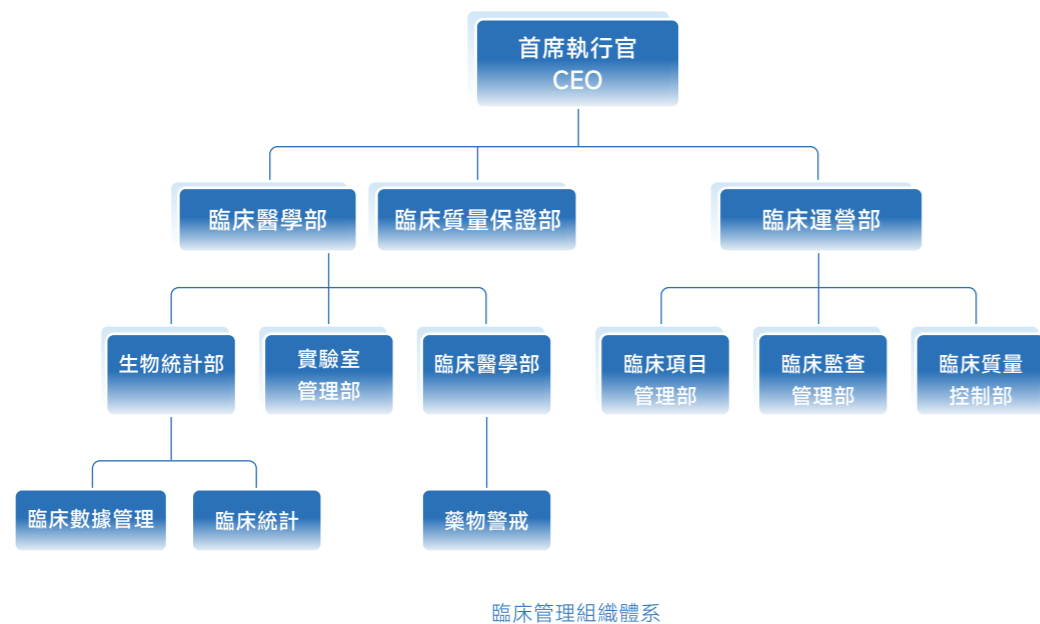 首席執行官
CEO
臨床醫學部
臨床質量保證部
臨床運營部
生物統計部
實驗室
管理部
臨床醫學部
臨床項目
管理部
臨床監查
管理部
臨床質量
控制部
臨床數據管理
臨床統計
藥物警戒
臨床管理組織體系